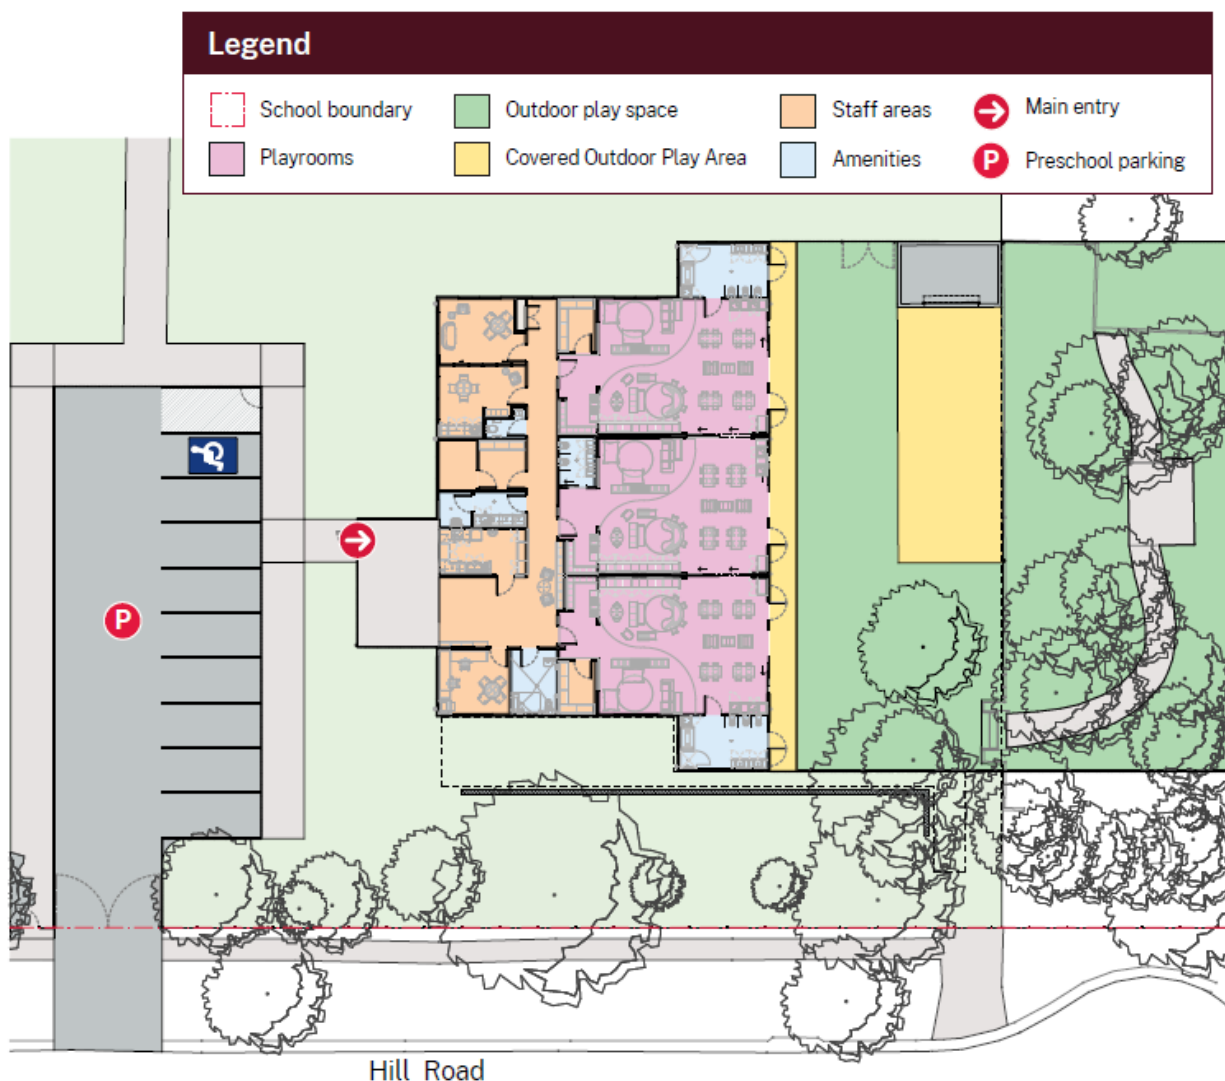 Legend
School boundary
Outdoor play space
Staff areas
Main entry
Playrooms
Covered Outdoor Play Area
Amenities
P
Preschool parking
P
Hill Road